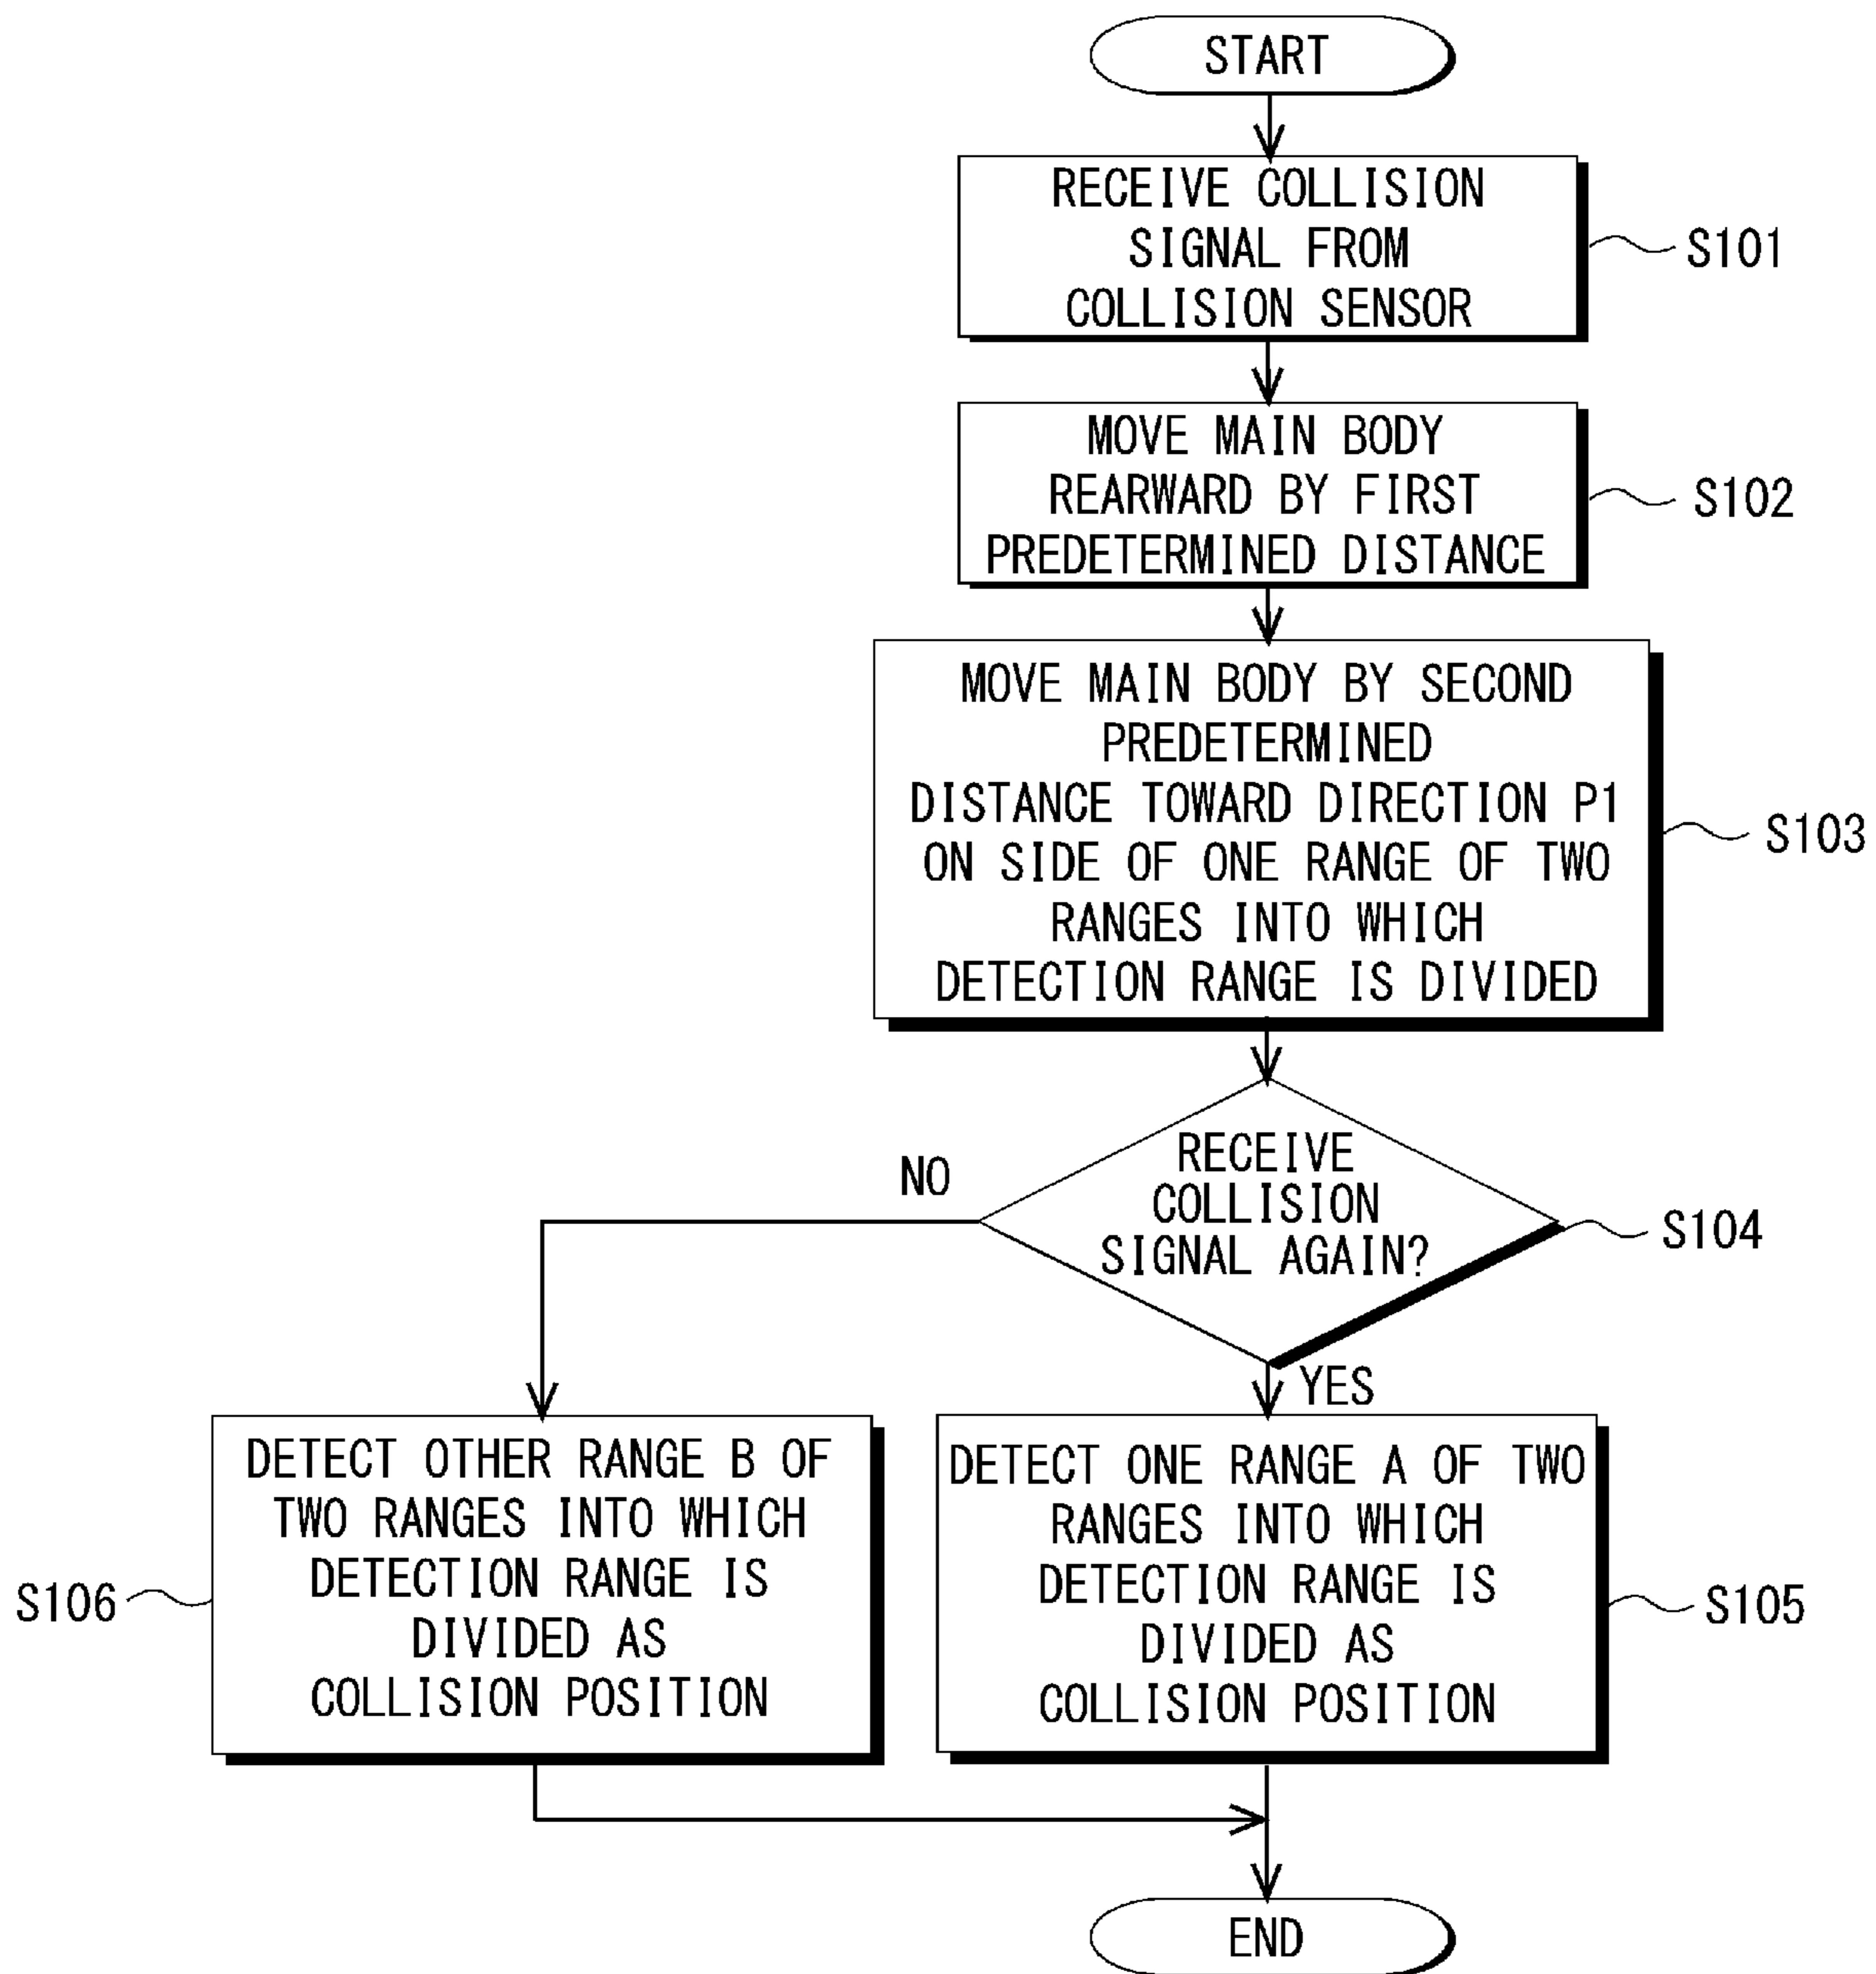 START
RECEIVE COLLISION
SIGNAL FROM
COLLISION SENSOR
S101
MOVE MAIN BODY
REARWARD BY FIRST
PREDETERMINED DISTANCE
S102
MOVE MAIN BODY BY SECOND
PREDETERMINED
DISTANCE TOWARD DIRECTION P1
ON SIDE OF ONE RANGE OF TWO
RANGES INTO WHICH
DETECTION RANGE IS DIVIDED
S103
RECEIVE
COLLISION
SIGNAL AGAIN?
S104
NO
YES
DETECT OTHER RANGE B OF
TWO RANGES INTO WHICH
DETECTION RANGE IS
DIVIDED AS
COLLISION POSITION
S106
DETECT ONE RANGE A OF TWO
RANGES INTO WHICH
DETECTION RANGE IS
DIVIDED AS
COLLISION POSITION
S105
END